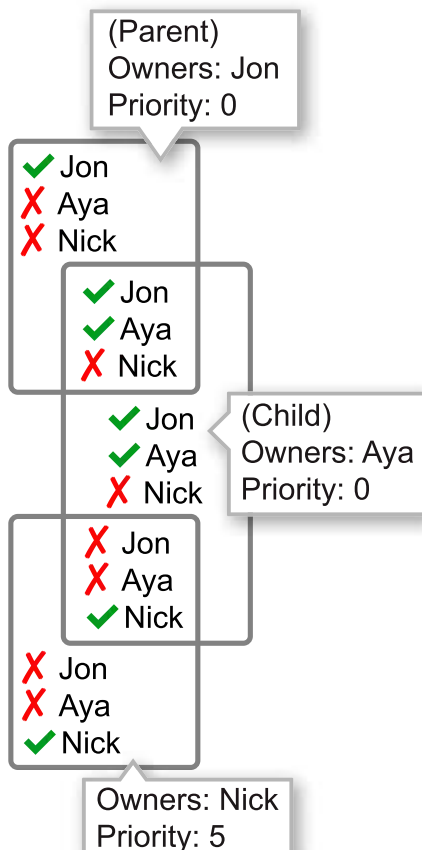 (Parent)
Owners: Jon
Priority: 0
Jon
Aya
Nick
Jon
Aya
Nick
Jon
Aya
Nick
(Child)
Owners: Aya
Priority: 0
Jon
Aya
Nick
Jon
Aya
Nick
Owners: Nick
Priority: 5